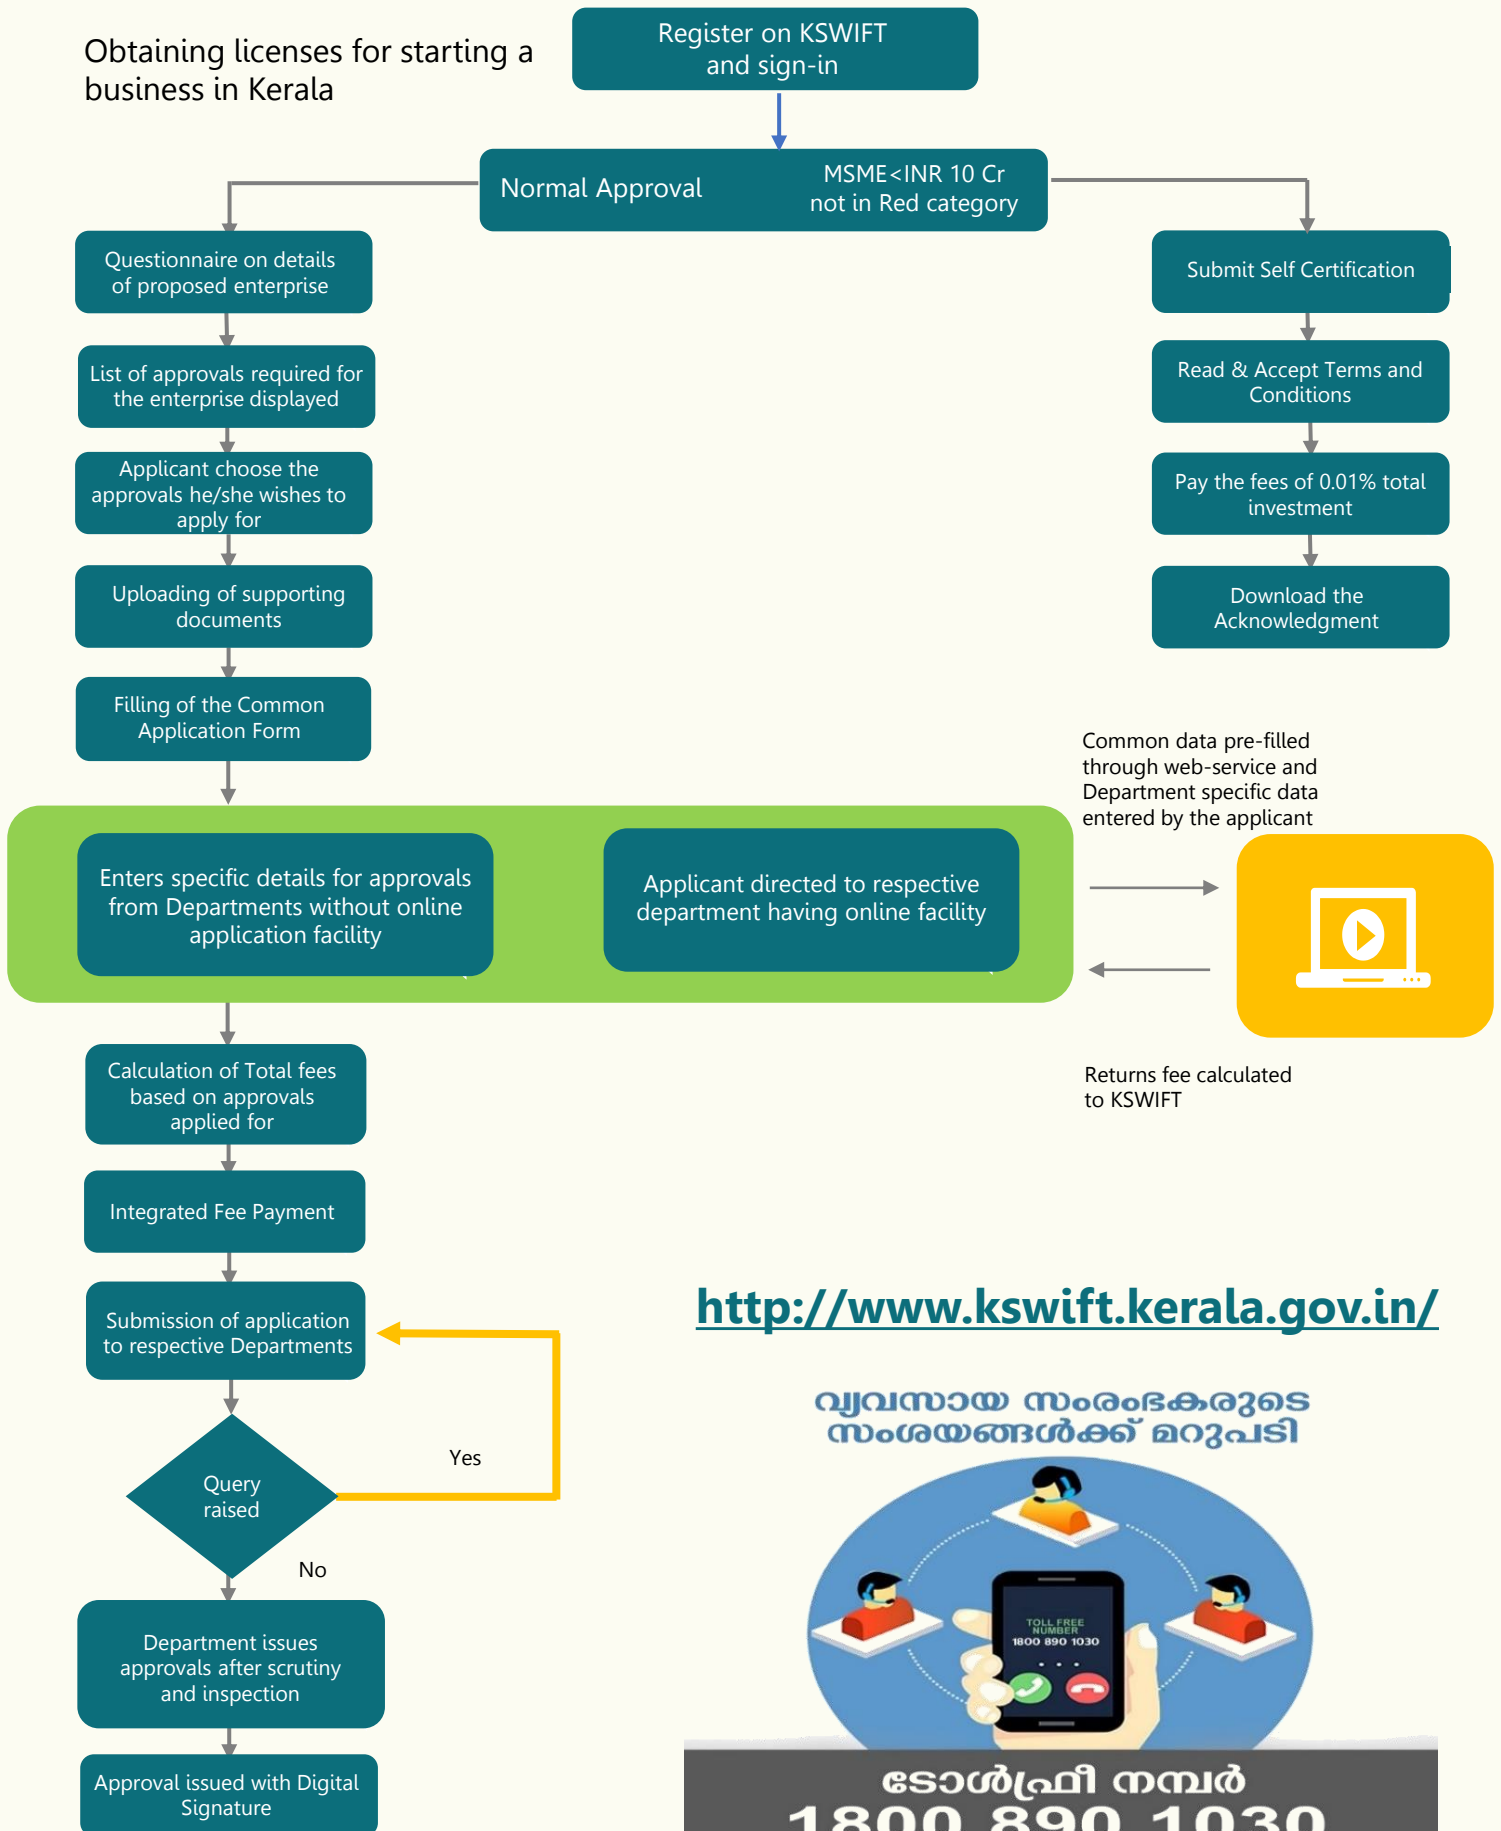 Obtaining licenses for starting a
business in Kerala
Register on KSWIFT
and sign-in
Normal Approval
MSME<INR 10 Cr
not in Red category
Questionnaire on details
of proposed enterprise
List of approvals required for
the enterprise displayed
Applicant choose the
approvals he/she wishes to
apply for
Uploading of supporting
documents
Filling of the Common
Application Form
Submit Self Certification
Read & Accept Terms and
Conditions
Pay the fees of 0.01% total
investment
Download the
Acknowledgment
Common data pre-filled
through web-service and
Department specific data
entered by the applicant
Enters specific details for approvals
from Departments without online
application facility
Applicant directed to respective
department having online facility
Returns fee calculated
to KSWIFT
Calculation of Total fees
based on approvals
applied for
Integrated Fee Payment
Submission of application
to respective Departments
Query
raised
Yes
No
Department issues
approvals after scrutiny
and inspection
Approval issued with Digital
Signature
http://www.kswift.kerala.gov.in/
വ്യവസായ സംരംഭകരുടെ
സംശയങ്ങൾക്ക് മറുപടി
TOLL FREE
NUMBER
1800 890 1030
ടോൾഫ്രീ നമ്പർ
1800 890 1030